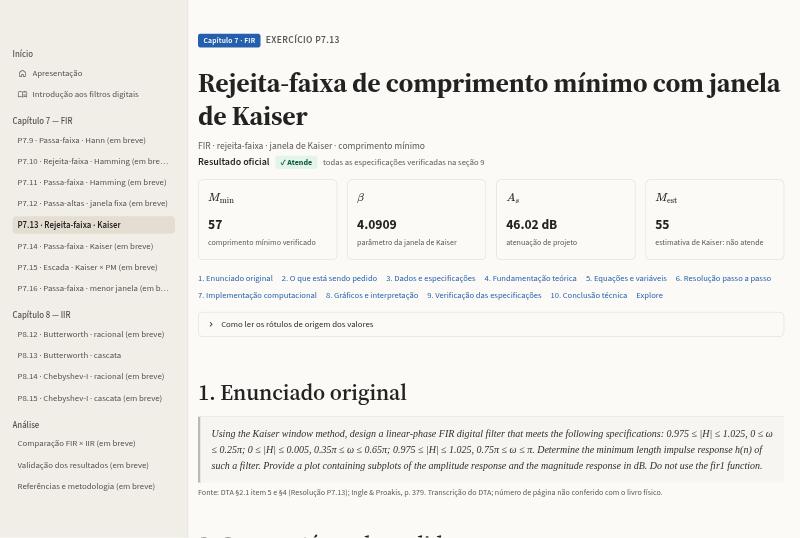 Início
Apresentação
Introdução aos filtros digitais
Capítulo 7 — FIR
P7.9 · Passa-faixa · Hann (em breve)
P7.10 · Rejeita-faixa · Hamming (em bre…
P7.11 · Passa-faixa · Hamming (em breve)
P7.12 · Passa-altas · janela fixa (em breve)
P7.13 · Rejeita-faixa · Kaiser
P7.14 · Passa-faixa · Kaiser (em breve)
P7.15 · Escada · Kaiser × PM (em breve)
P7.16 · Passa-faixa · menor janela (em b…
Capítulo 8 — IIR
P8.12 · Butterworth · racional (em breve)
P8.13 · Butterworth · cascata
P8.14 · Chebyshev-I · racional (em breve)
P8.15 · Chebyshev-I · cascata (em breve)
Análise
Comparação FIR × IIR (em breve)
Validação dos resultados (em breve)
Referências e metodologia (em breve)
Capítulo 7 · FIR EXERCÍCIO P7.13
Rejeita-faixa de comprimento mínimo com janela
de Kaiser
FIR · rejeita-faixa · janela de Kaiser · comprimento mínimo
Resultado oficial ✓ Atende todas as especificações verificadas na seção 9
M_min
57
comprimento mínimo verificado
β
4.0909
parâmetro da janela de Kaiser
A_s
46.02 dB
atenuação de projeto
M_est
55
estimativa de Kaiser: não atende
1. Enunciado original 2. O que está sendo pedido 3. Dados e especificações 4. Fundamentação teórica 5. Equações e variáveis 6. Resolução passo a passo
7. Implementação computacional 8. Gráficos e interpretação 9. Verificação das especificações 10. Conclusão técnica Explore
Como ler os rótulos de origem dos valores
1. Enunciado original
Using the Kaiser window method, design a linear-phase FIR digital filter that meets the following specifications: 0.975 ≤ |H| ≤ 1.025, 0 ≤ ω
≤ 0.25π; 0 ≤ |H| ≤ 0.005, 0.35π ≤ ω ≤ 0.65π; 0.975 ≤ |H| ≤ 1.025, 0.75π ≤ ω ≤ π. Determine the minimum length impulse response h(n) of
such a filter. Provide a plot containing subplots of the amplitude response and the magnitude response in dB. Do not use the fir1 function.
Fonte: DTA §2.1 item 5 e §4 (Resolução P7.13); Ingle & Proakis, p. 379. Transcrição do DTA; número de página não conferido com o livro físico.